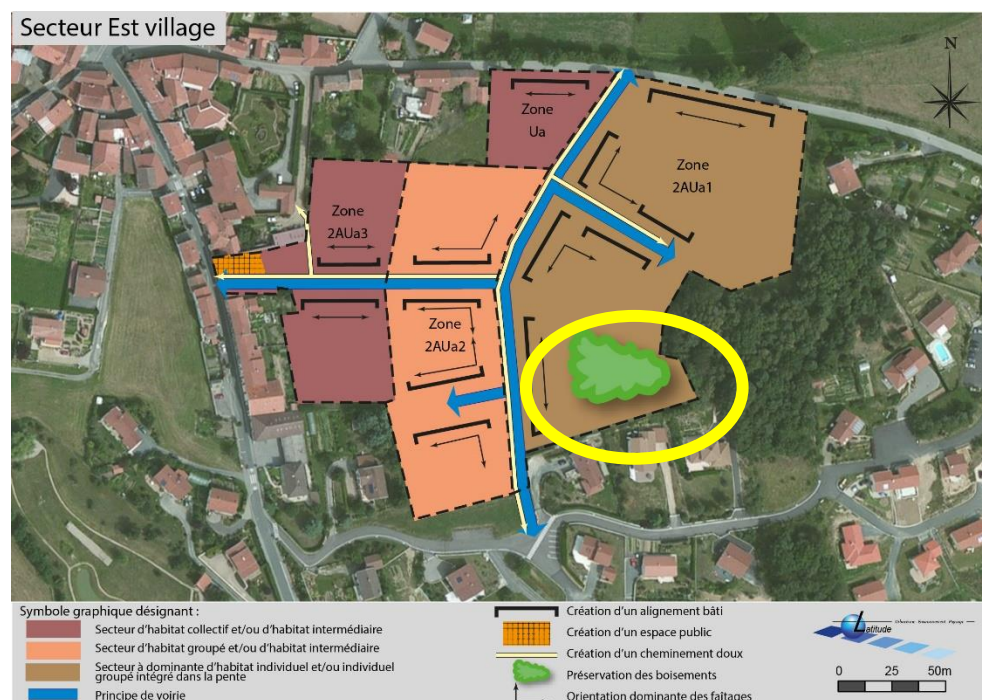 Secteur Est village
N
Zone
Ua
Zone
2AUa1
Zone
2AUa3
Zone
2AUa2
Symbole graphique désignant :
Secteur d'habitat collectif et/ou d'habitat intermédiaire
Secteur d'habitat groupé et/ou d'habitat intermédiaire
Secteur à dominante d'habitat individuel et/ou individuel
groupé intégré dans la pente
Principe de voirie
Création d'un alignement bâti
Création d'un espace public
Création d'un cheminement doux
Préservation des boisements
Orientation dominante des faîtages
Latitude
0 25 50m